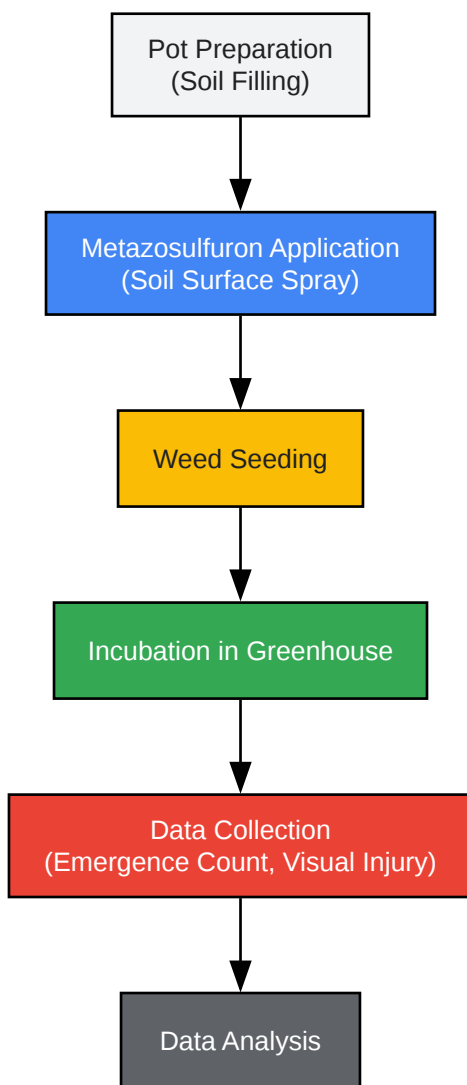 Pot Preparation
(Soil Filling)
Metazosulfuron Application
(Soil Surface Spray)
Weed Seeding
Incubation in Greenhouse
Data Collection
(Emergence Count, Visual Injury)
Data Analysis